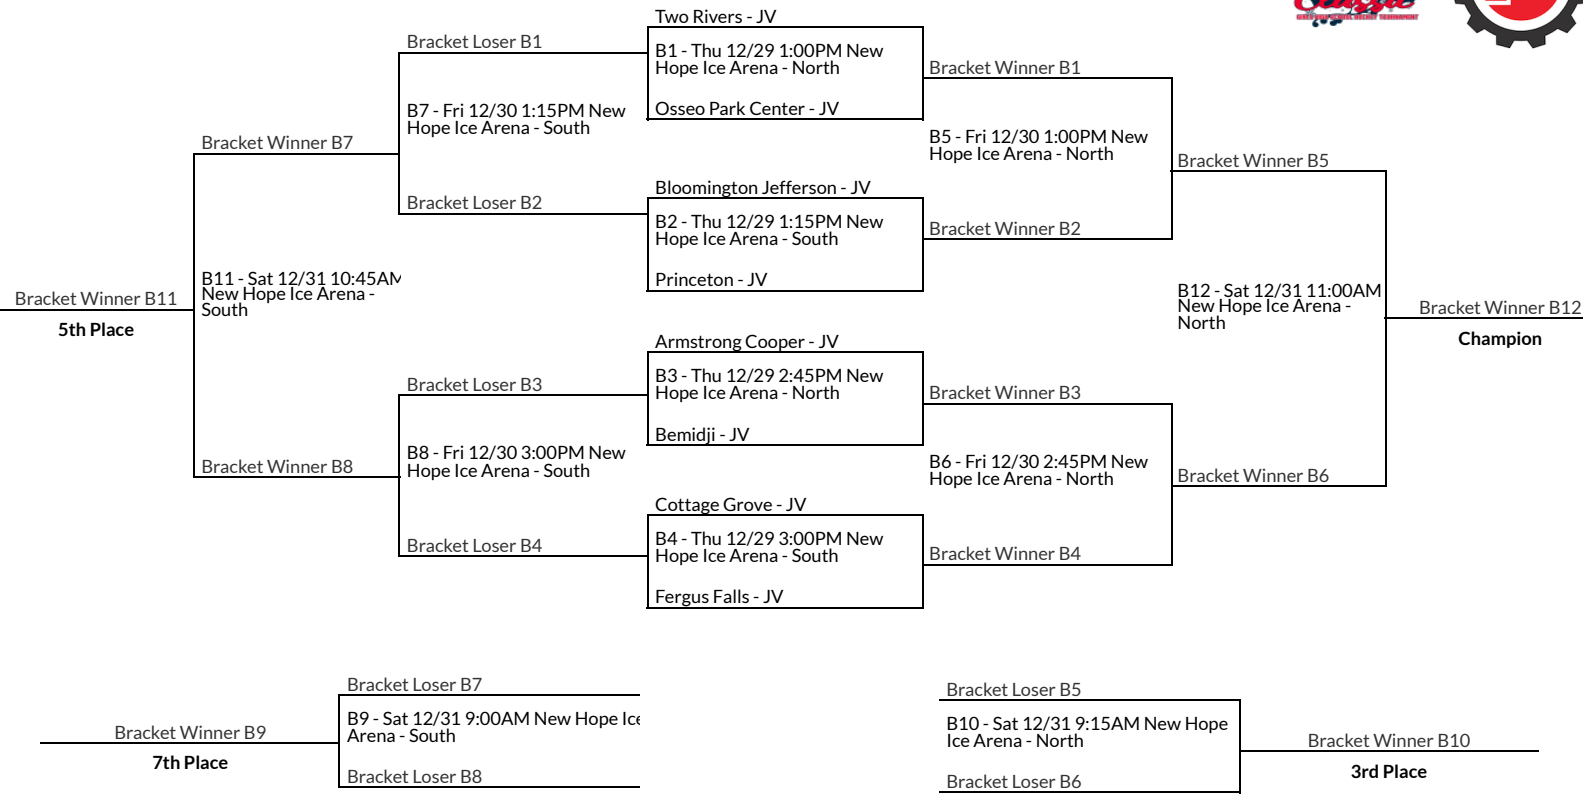 Two Rivers - JV
Bracket Loser B1
B1 - Thu 12/29 1:00PM New
Hope Ice Arena - North
Bracket Winner B1
B7 - Fri 12/30 1:15PM New
Hope Ice Arena - South
Osseo Park Center - JV
B5 - Fri 12/30 1:00PM New
Hope Ice Arena - North
Bracket Winner B7
Bracket Winner B5
Bloomington Jefferson - JV
Bracket Loser B2
B2 - Thu 12/29 1:15PM New
Hope Ice Arena - South
Bracket Winner B2
Princeton - JV
B11 - Sat 12/31 10:45AM
New Hope Ice Arena -
South
Bracket Winner B11
5th Place
B12 - Sat 12/31 11:00AM
New Hope Ice Arena -
North
Bracket Winner B12
Champion
Armstrong Cooper - JV
Bracket Loser B3
B3 - Thu 12/29 2:45PM New
Hope Ice Arena - North
Bracket Winner B3
Bemidji - JV
B8 - Fri 12/30 3:00PM New
Hope Ice Arena - South
B6 - Fri 12/30 2:45PM New
Hope Ice Arena - North
Bracket Winner B8
Bracket Winner B6
Cottage Grove - JV
Bracket Loser B4
B4 - Thu 12/29 3:00PM New
Hope Ice Arena - South
Bracket Winner B4
Fergus Falls - JV
Bracket Loser B7
B9 - Sat 12/31 9:00AM New Hope Ice
Arena - South
Bracket Winner B9
7th Place
Bracket Loser B8
Bracket Loser B5
B10 - Sat 12/31 9:15AM New Hope
Ice Arena - North
Bracket Winner B10
3rd Place
Bracket Loser B6